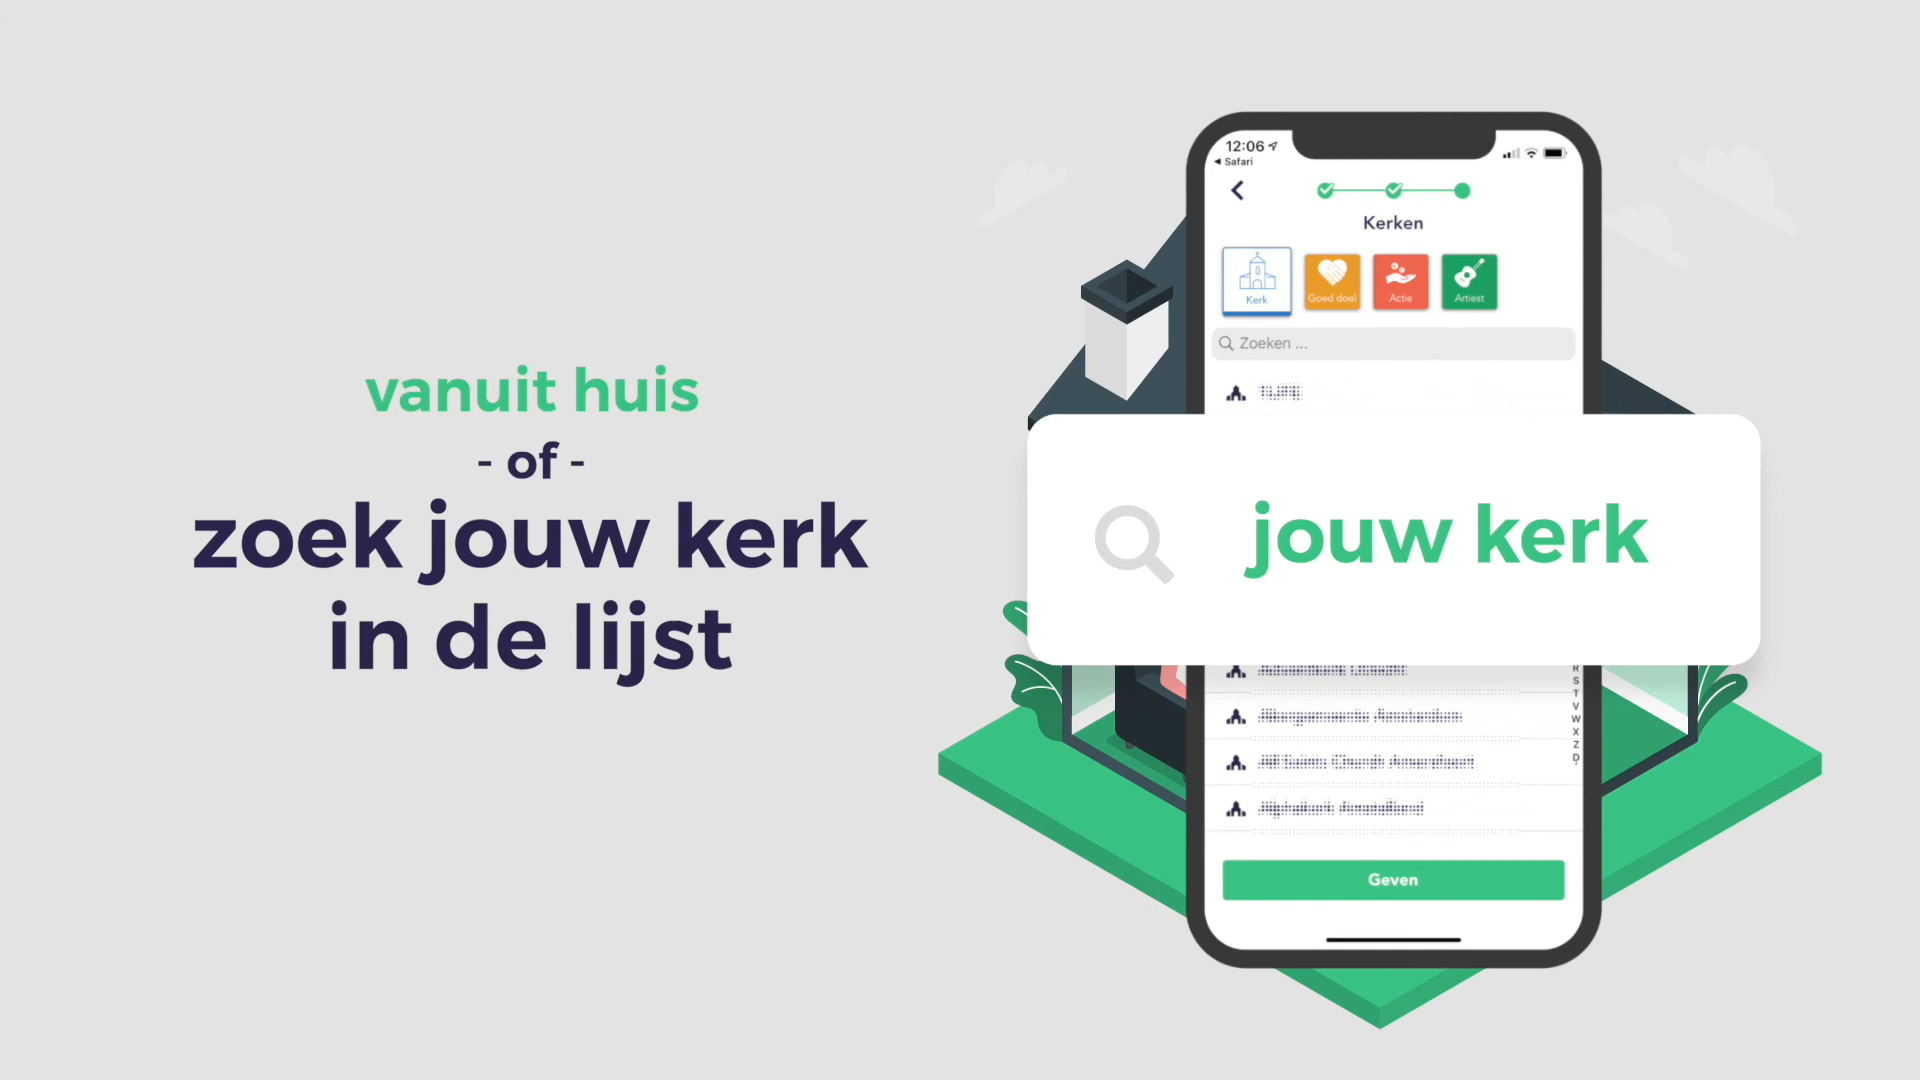 vanuit huis
- of -
zoek jouw kerk
in de lijst
12:06
Safari
Kerken
Kerk
Goed doel
Actie
Artiest
Zoeken ...
jouw kerk
R
S
T
V
W
X
Z
Geven